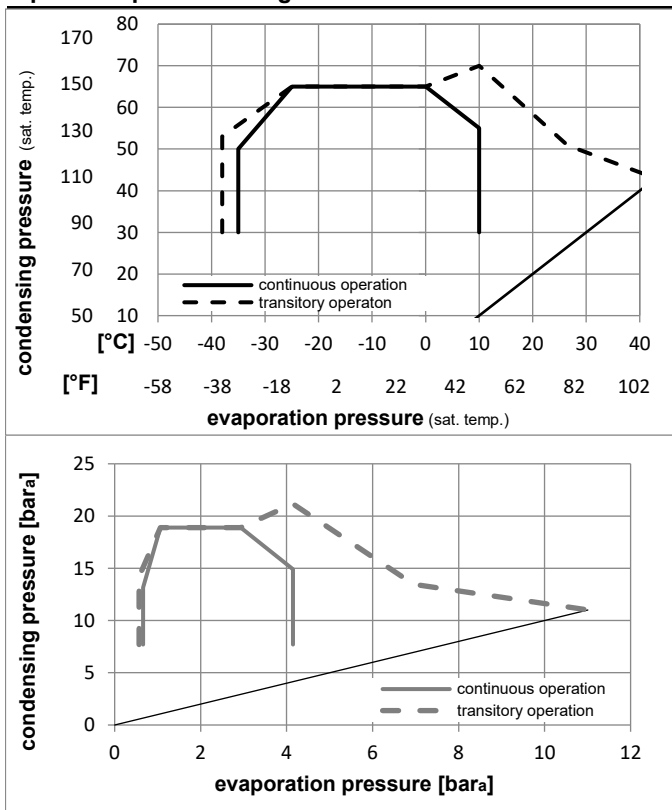 170
150
130
110
90
70
50
80
70
60
50
40
30
20
10
condensing pressure (sat. temp.)
continuous operation
transitory operaton
[°C] -50 -40 -30 -20 -10 0 10 20 30 40
[°F] -58 -38 -18 2 22 42 62 82 102
evaporation pressure (sat. temp.)
25
20
15
10
5
0
condensing pressure [bara]
continuous operation
transitory operation
0 2 4 6 8 10 12
evaporation pressure [bara]